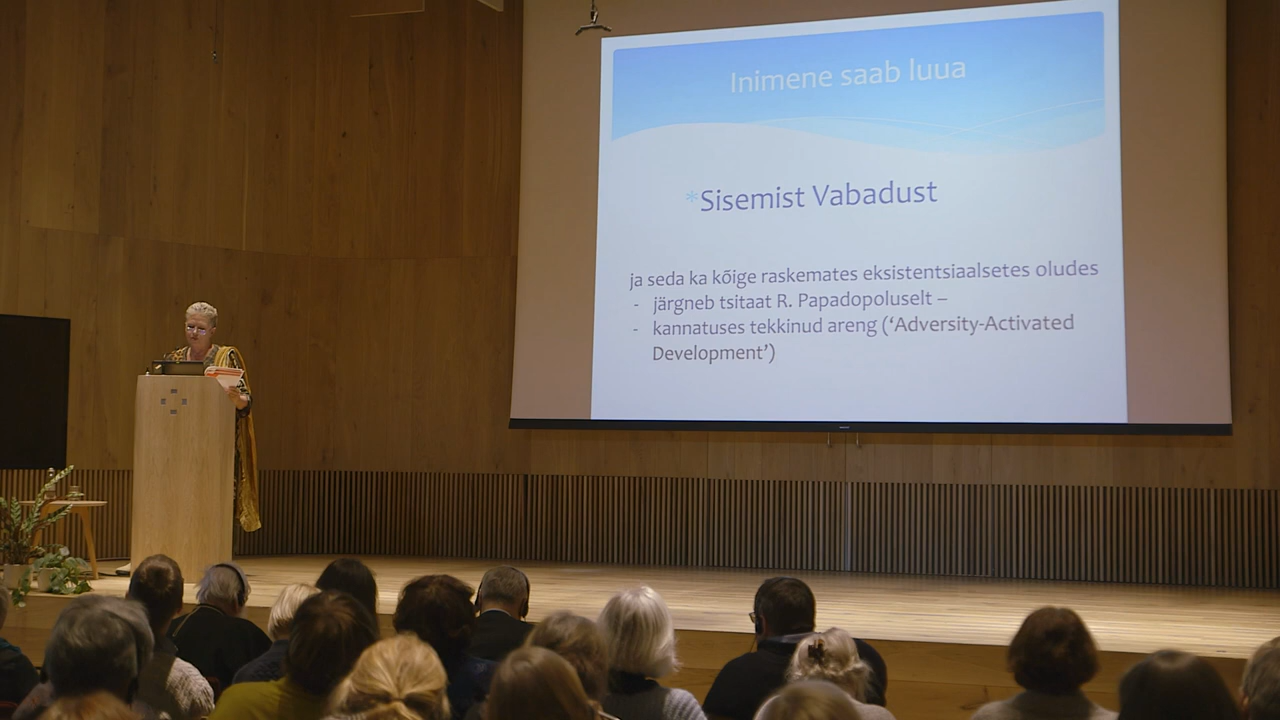 Inimene saab luua
*Sisemist Vabadust
ja seda ka kõige raskemates eksistentsiaalsetes oludes
- järgneb tsitaat R. Papadopoluselt –
- kannatuses tekkinud areng (‘Adversity-Activated
Development’)